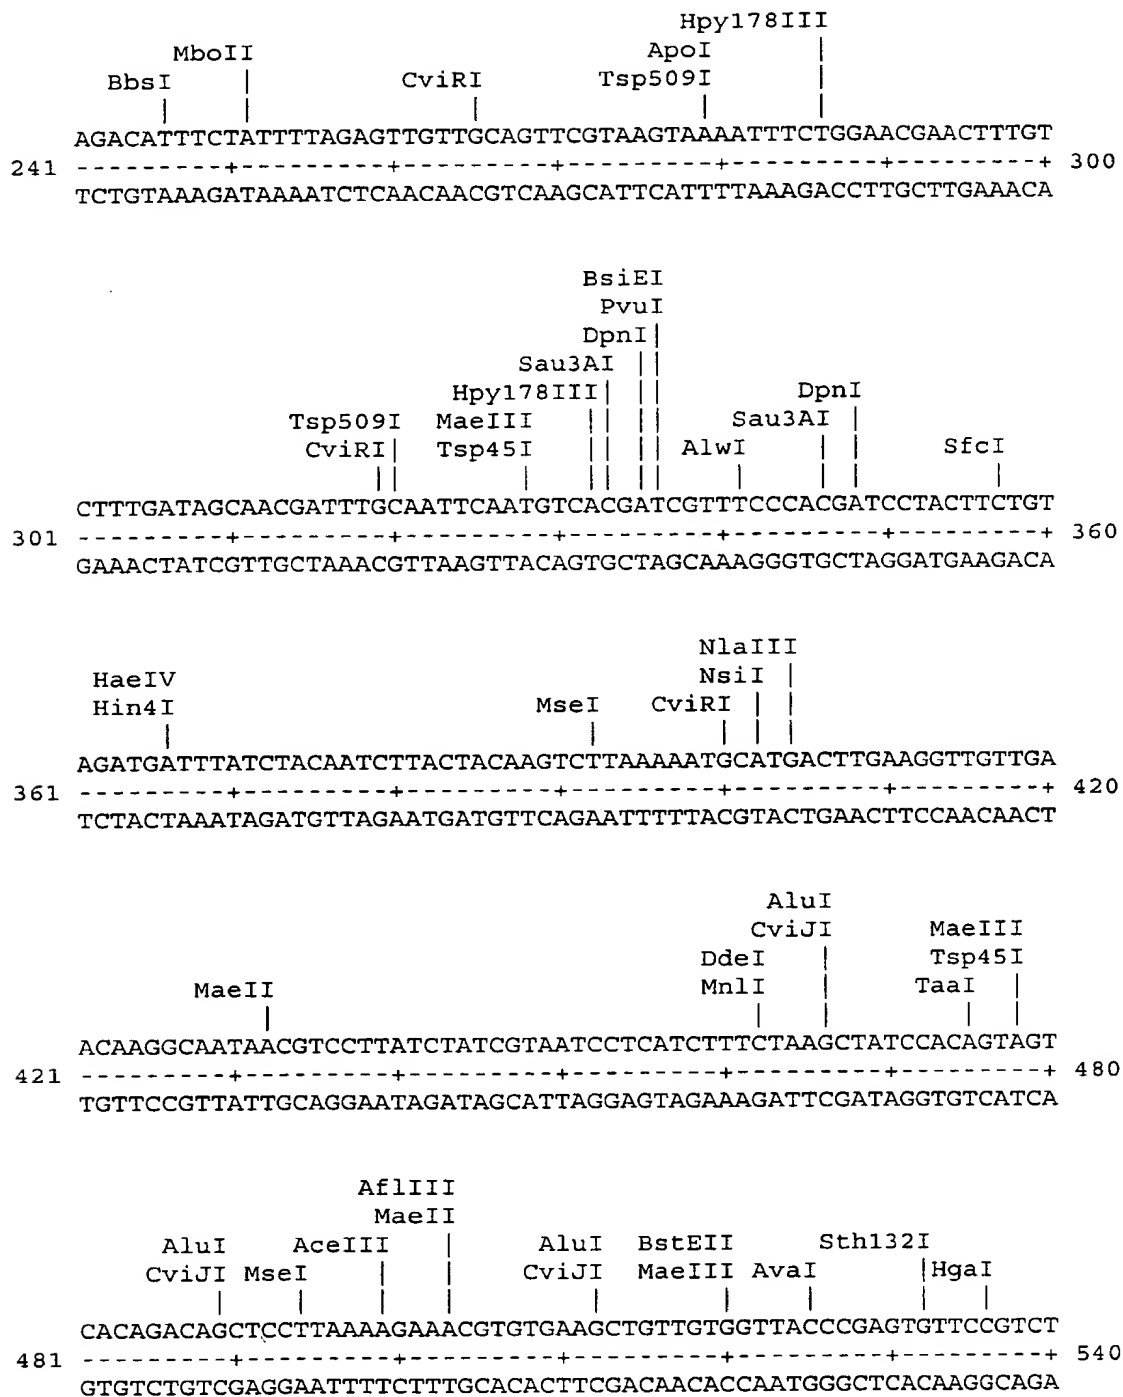 Hpy178III
MboII ApoI
BbsI CviRI Tsp509I
AGACATTTCTATTTTAGAGTTGTTGCAGTTCGTAAGTAAAATTTCTGGAACGAACTTTGT
241 ---------+---------+---------+---------+---------+---------+ 300
TCTGTAAAGATAAAATCTCAACAACGTCAAGCATTCATTTTAAAGACCTTGCTTGAAACA
BsiEI
PvuI
DpnI
Sau3AI
Hpy178III DpnI
Tsp509I MaeIII Sau3AI
CviRI Tsp45I AlwI SfcI
CTTTGATAGCAACGATTTGCAATTCAATGTCACGATCGTTTCCCACGATCCTACTTCTGT
301 ---------+---------+---------+---------+---------+---------+ 360
GAAACTATCGTTGCTAAACGTTAAGTTACAGTGCTAGCAAAGGGTGCTAGGATGAAGACA
NlaIII
HaeIV NsiI
Hin4I MseI CviRI
AGATGATTTATCTACAATCTTACTACAAGTCTTAAAAATGCATGACTTGAAGGTTGTTGA
361 ---------+---------+---------+---------+---------+---------+ 420
TCTACTAAATAGATGTTAGAATGATGTTCAGAATTTTTACGTACTGAACTTCCAACAACT
AluI
CviJI MaeIII
DdeI Tsp45I
MaeII MnlI TaaI
ACAAGGCAATAACGTCCTTATCTATCGTAATCCTCATCTTTCTAAGCTATCCACAGTAGT
421 ---------+---------+---------+---------+---------+---------+ 480
TGTTCCGTTATTGCAGGAATAGATAGCATTAGGAGTAGAAAGATTCGATAGGTGTCATCA
AflIII
MaeII
AluI AceIII AluI BstEII Sth132I
CviJI MseI CviJI MaeIII AvaI HgaI
CACAGACAGCTCCTTAAAAGAAACGTGTGAAGCTGTTGTGGTTACCCGAGTGTTCCGTCT
481 ---------+---------+---------+---------+---------+---------+ 540
GTGTCTGTCGAGGAATTTTCTTTGCACACTTCGACAACACCAATGGGCTCACAAGGCAGA